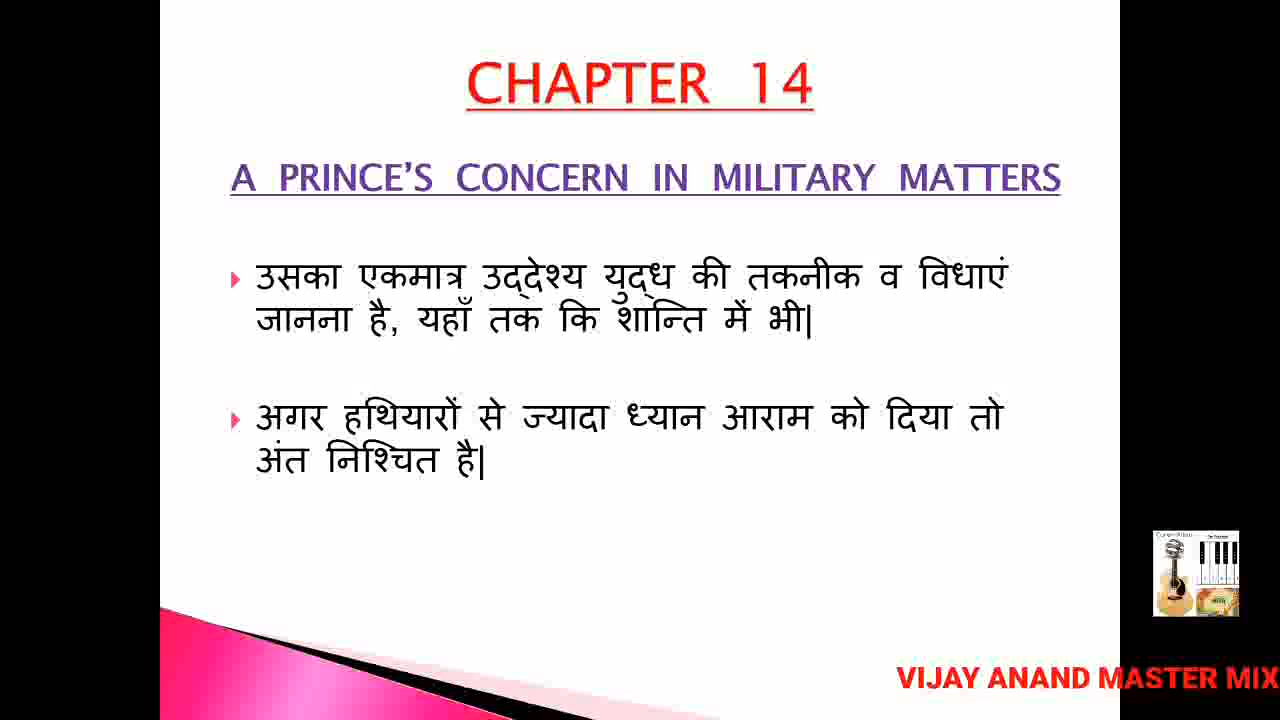 CHAPTER 14
A PRINCE’S CONCERN IN MILITARY MATTERS
उसका एकमात्र उद्देश्य युद्ध की तकनीक व विधाएं
जानना है, यहाँ तक कि शान्ति में भी|
अगर हथियारों से ज्यादा ध्यान आराम को दिया तो
अंत निश्चित है|
VIJAY ANAND MASTER MIX